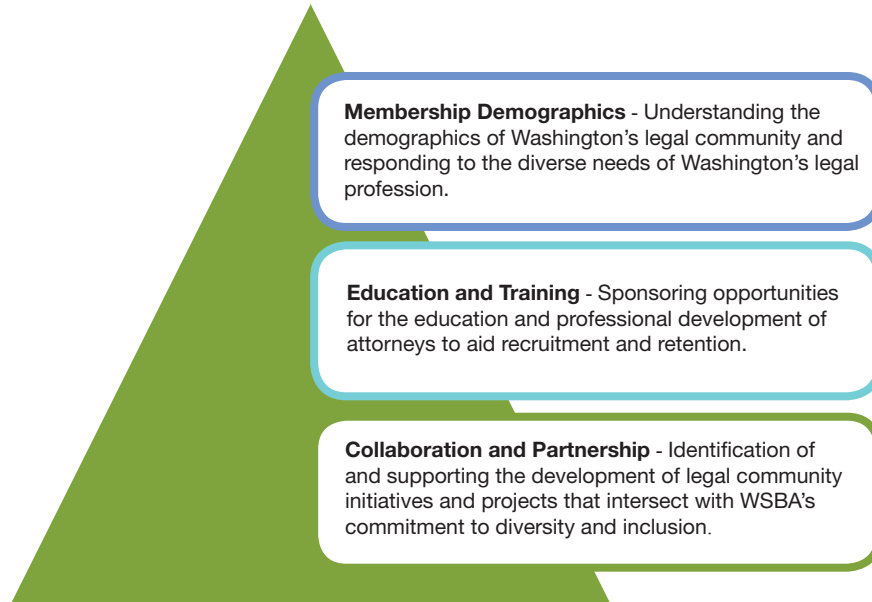 Membership Demographics - Understanding the
demographics of Washington’s legal community and
responding to the diverse needs of Washington’s legal
profession.
Education and Training - Sponsoring opportunities
for the education and professional development of
attorneys to aid recruitment and retention.
Collaboration and Partnership - Identification of
and supporting the development of legal community
initiatives and projects that intersect with WSBA’s
commitment to diversity and inclusion.